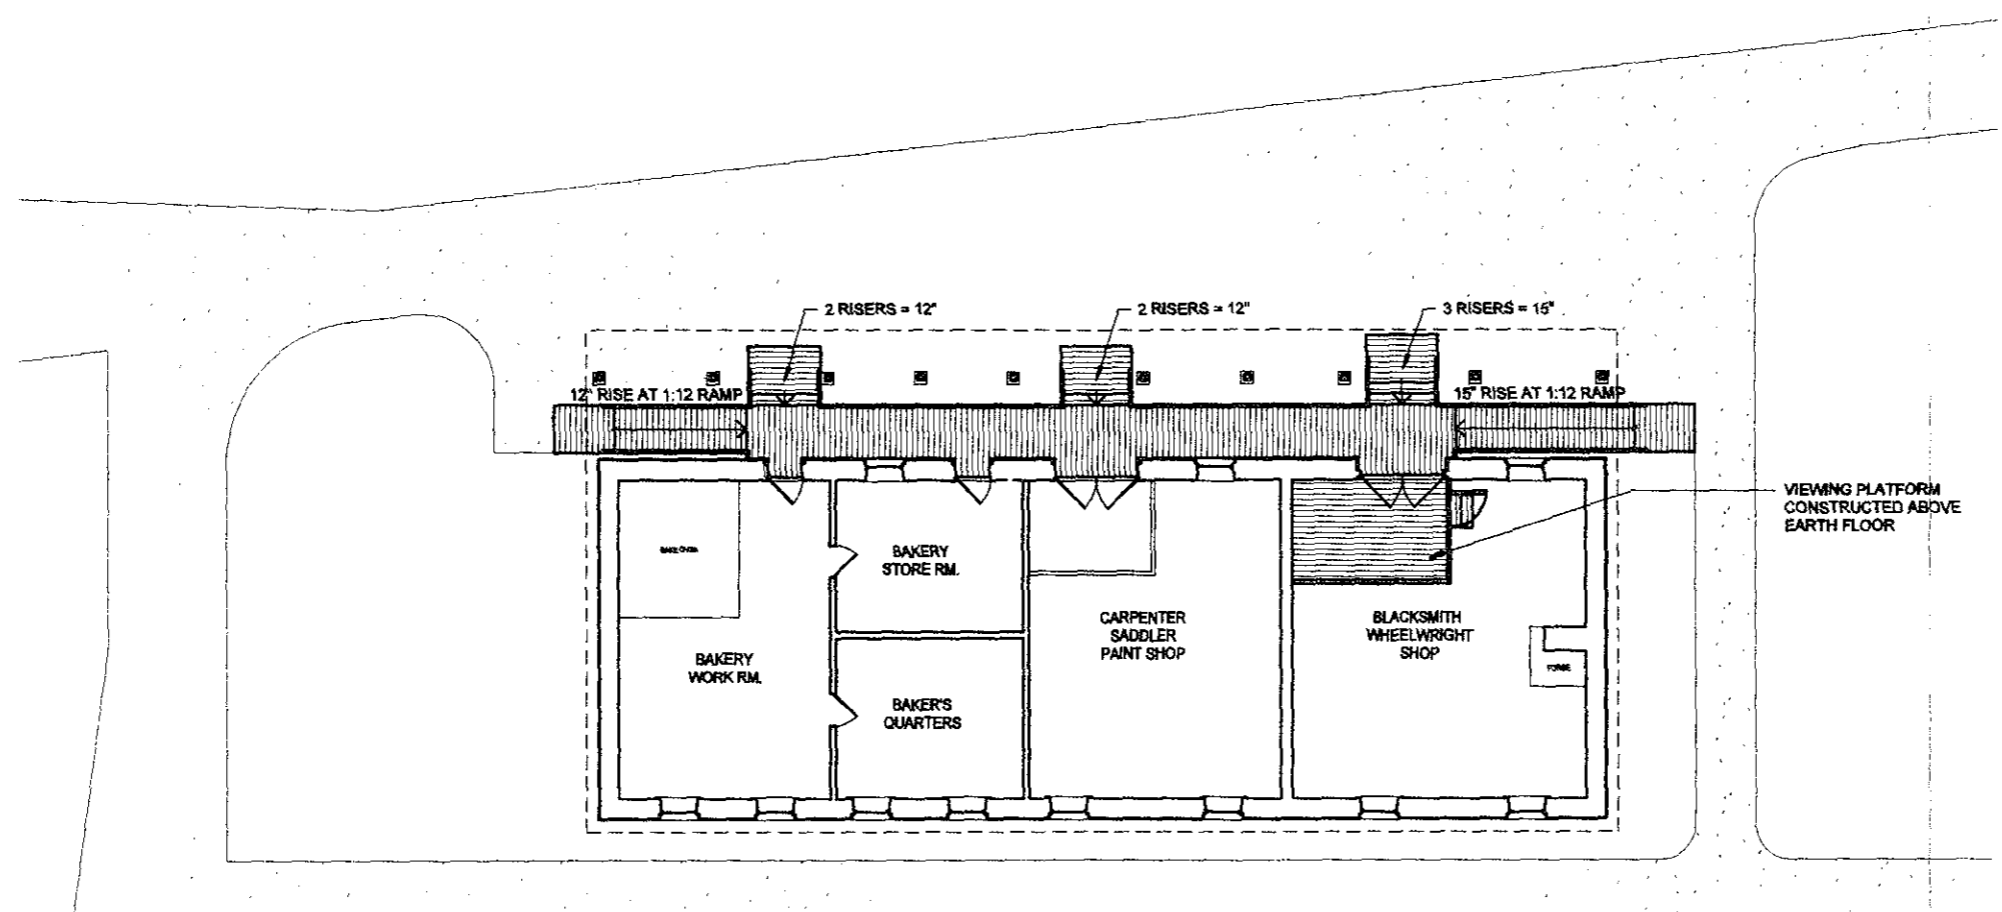 2 RISERS = 12"
2 RISERS = 12"
3 RISERS = 15"
12" RISE AT 1:12 RAMP
15" RISE AT 1:12 RAMP
VIEWING PLATFORM
CONSTRUCTED ABOVE
EARTH FLOOR
BAKE OVEN
BAKERY
STORE RM.
CARPENTER
SADDLER
PAINT SHOP
BLACKSMITH
WHEELWRIGHT
SHOP
FORGE
BAKERY
WORK RM.
BAKER'S
QUARTERS